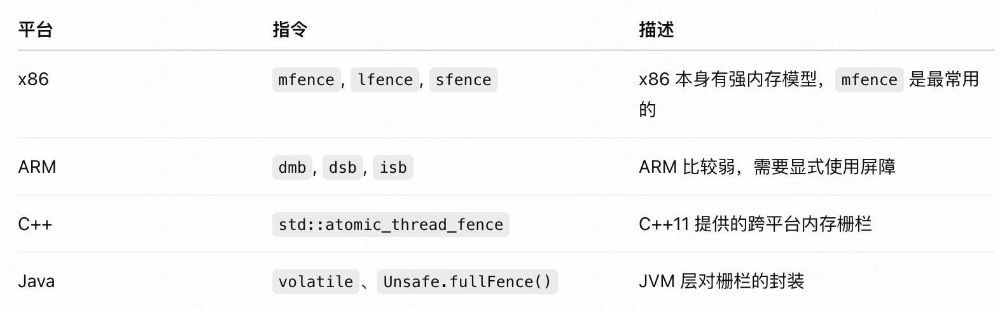 平台 指令 描述
x86 mfence, lfence, sfence x86 本身有强内存模型，mfence 是最常用
的
ARM dmb, dsb, isb ARM 比较弱，需要显式使用屏障
C++ std::atomic_thread_fence C++11 提供的跨平台内存栅栏
Java volatile、Unsafe.fullFence() JVM 层对栅栏的封装